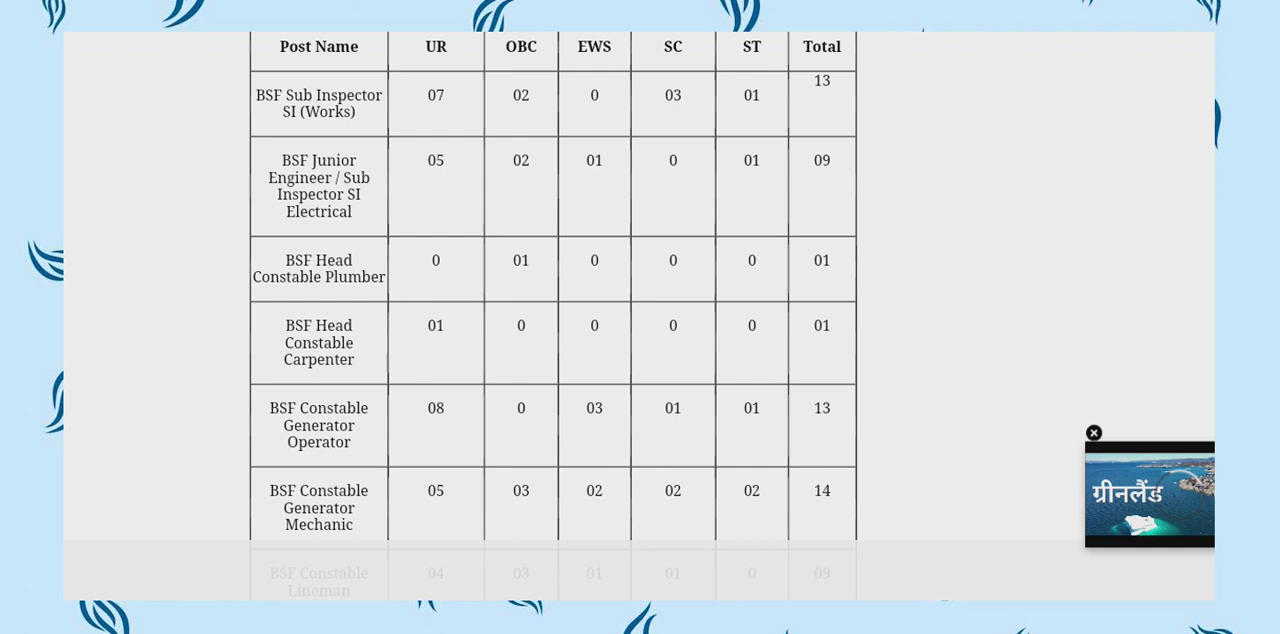 Post Name UR OBC EWS SC ST Total
BSF Sub Inspector SI (Works) 07 02 0 03 01 13
BSF Junior Engineer / Sub Inspector SI Electrical 05 02 01 0 01 09
BSF Head Constable Plumber 0 01 0 0 0 01
BSF Head Constable Carpenter 01 0 0 0 0 01
BSF Constable Generator Operator 08 0 03 01 01 13
BSF Constable Generator Mechanic 05 03 02 02 02 14
BSF Constable Lineman 04 03 01 01 0 09
ग्रीनलैंड